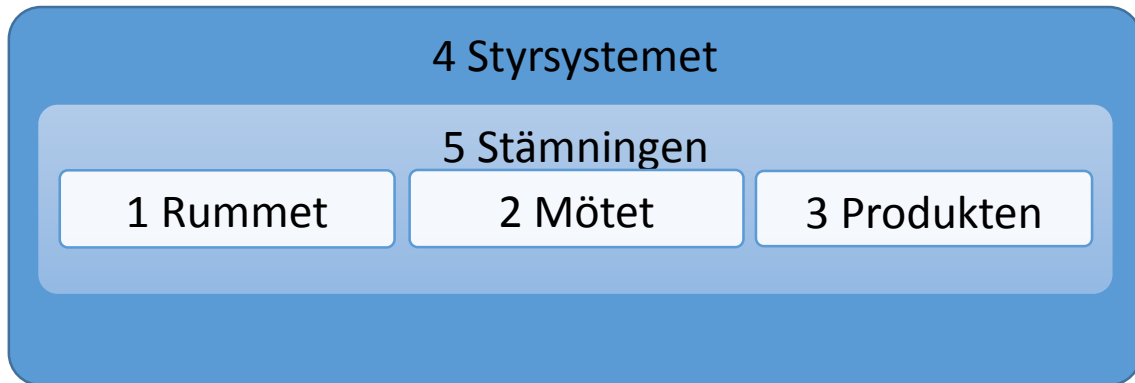 4 Styrsystemet
5 Stämningen
1 Rummet
2 Mötet
3 Produkten